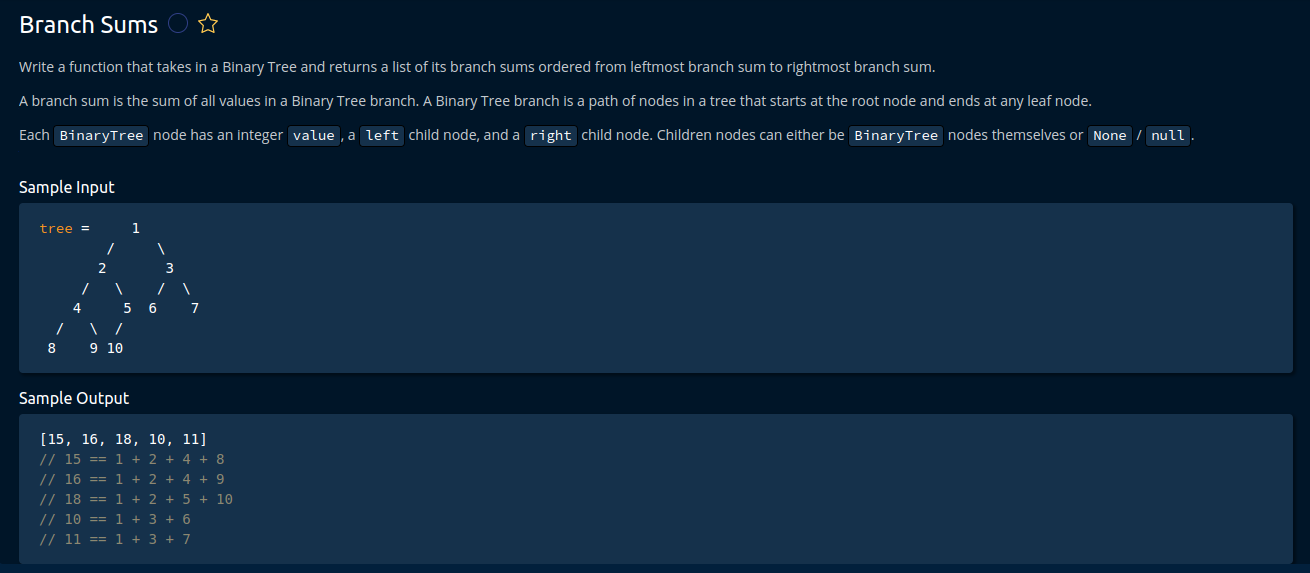 Branch Sums
Write a function that takes in a Binary Tree and returns a list of its branch sums ordered from leftmost branch sum to rightmost branch sum.
A branch sum is the sum of all values in a Binary Tree branch. A Binary Tree branch is a path of nodes in a tree that starts at the root node and ends at any leaf node.
Each BinaryTree node has an integer value, a left child node, and a right child node. Children nodes can either be BinaryTree nodes themselves or None / null.
Sample Input
tree =     1
        /     \
       2       3
     /   \    /  \
    4     5  6    7
  /   \  /
 8    9 10
Sample Output
[15, 16, 18, 10, 11]
// 15 == 1 + 2 + 4 + 8
// 16 == 1 + 2 + 4 + 9
// 18 == 1 + 2 + 5 + 10
// 10 == 1 + 3 + 6
// 11 == 1 + 3 + 7